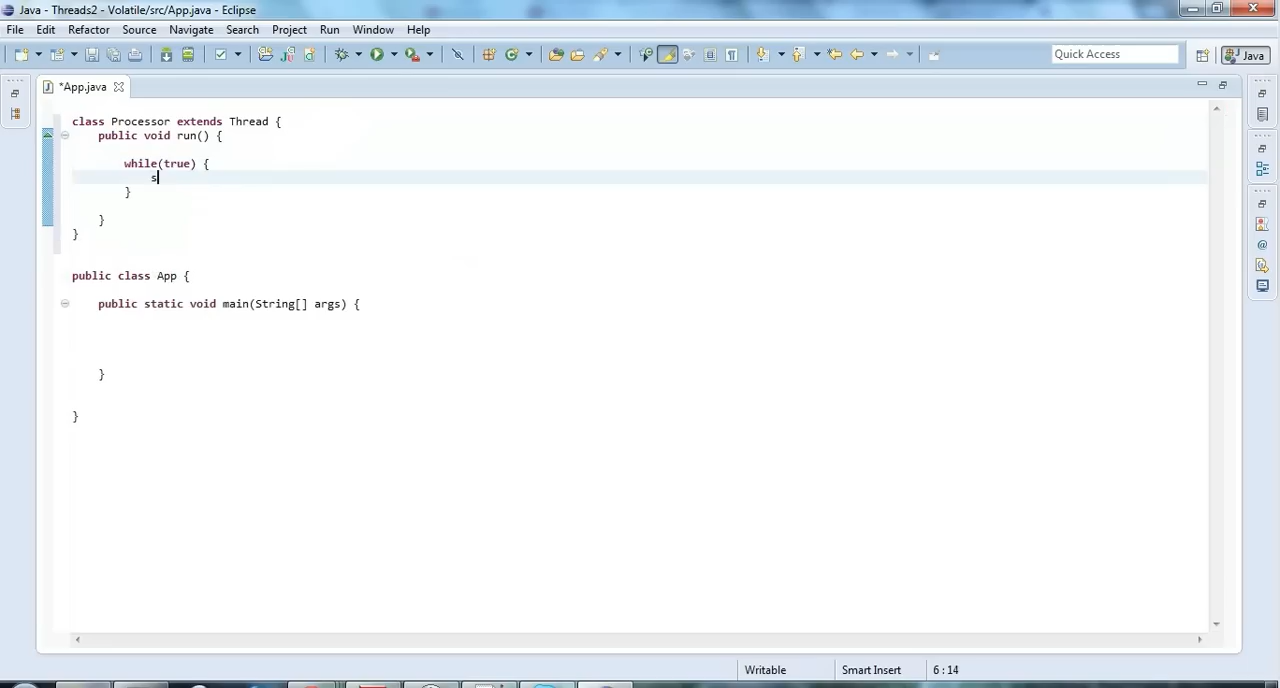 Java - Threads2 - Volatile/src/App.java - Eclipse
File Edit Refactor Source Navigate Search Project Run Window Help
Quick Access
Java
*App.java
class Processor extends Thread {
public void run() {
while(true) {
s
}
}
}
public class App {
public static void main(String[] args) {
}
}
Writable Smart Insert 6 : 14